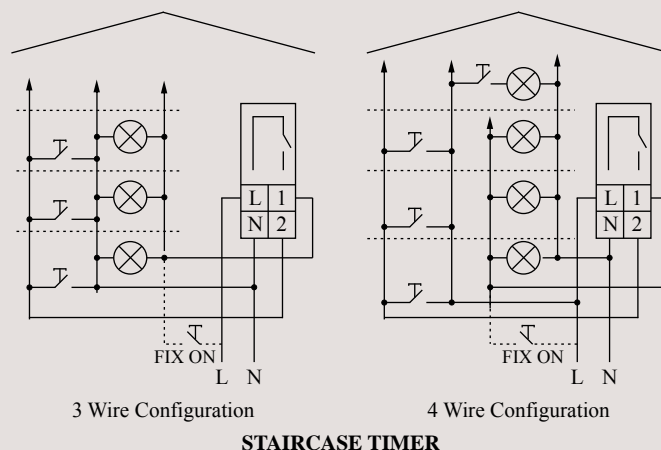 L 1
N 2
FIX ON
L N
3 Wire Configuration
L 1
N 2
FIX ON
L N
4 Wire Configuration
STAIRCASE TIMER